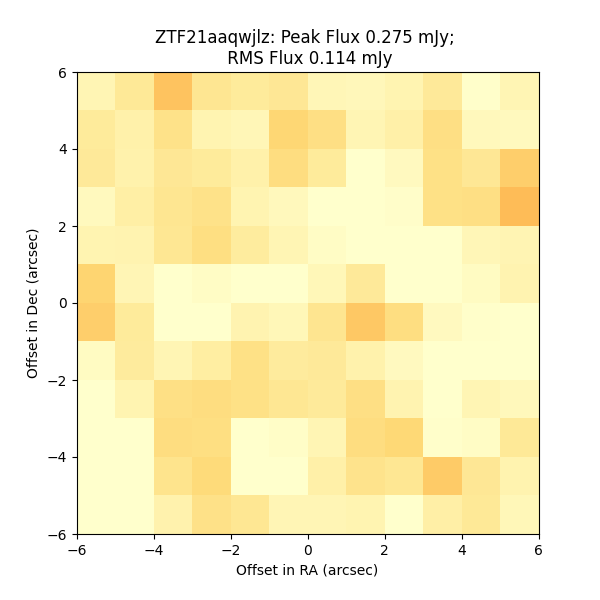 ZTF21aaqwjlz: Peak Flux 0.275 mJy;
RMS Flux 0.114 mJy
6
4
2
0
−2
−4
−6
Offset in Dec (arcsec)
−6 −4 −2 0 2 4 6
Offset in RA (arcsec)